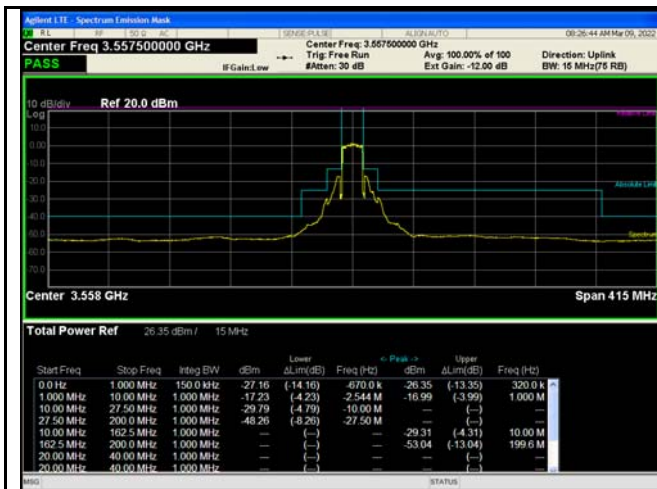 Agilent LTE - Spectrum Emission Mask
RL RF 50 Ω AC SENSE:PULSE ALIGN AUTO 08:26:44 AM Mar 09, 2022
Center Freq 3.557500000 GHz
Center Freq: 3.557500000 GHz
Trig: Free Run Avg: 100.00% of 100 Direction: Uplink
PASS IFGain:Low #Atten: 30 dB Ext Gain: -12.00 dB BW: 15 MHz(75 RB)
10 dB/div Ref 20.0 dBm
Log
10.0
0.00
-10.0
-20.0
Absolute Limit
-30.0
-40.0
-50.0
Spectrum
-60.0
-70.0
Center 3.558 GHz Span 415 MHz
Total Power Ref 26.35 dBm / 15 MHz
Lower <- Peak -> Upper
Start Freq Stop Freq Integ BW dBm ΔLim(dB) Freq (Hz) dBm ΔLim(dB) Freq (Hz)
0.0 Hz 1.000 MHz 150.0 kHz -27.16 (-14.16) -670.0 k -26.35 (-13.35) 320.0 k
1.000 MHz 10.00 MHz 1.000 MHz -17.23 (-4.23) -2.544 M -16.99 (-3.99) 1.000 M
10.00 MHz 27.50 MHz 1.000 MHz -29.79 (-4.79) -10.00 M --- (---) ---
27.50 MHz 200.0 MHz 1.000 MHz -48.26 (-8.26) -27.50 M --- (---) ---
10.00 MHz 162.5 MHz 1.000 MHz --- (---) --- -29.31 (-4.31) 10.00 M
162.5 MHz 200.0 MHz 1.000 MHz --- (---) --- -53.04 (-13.04) 199.6 M
20.00 MHz 40.00 MHz 1.000 MHz --- (---) --- --- (---) ---
20.00 MHz 40.00 MHz 1.000 MHz --- (---) --- --- (---) ---
MSG STATUS